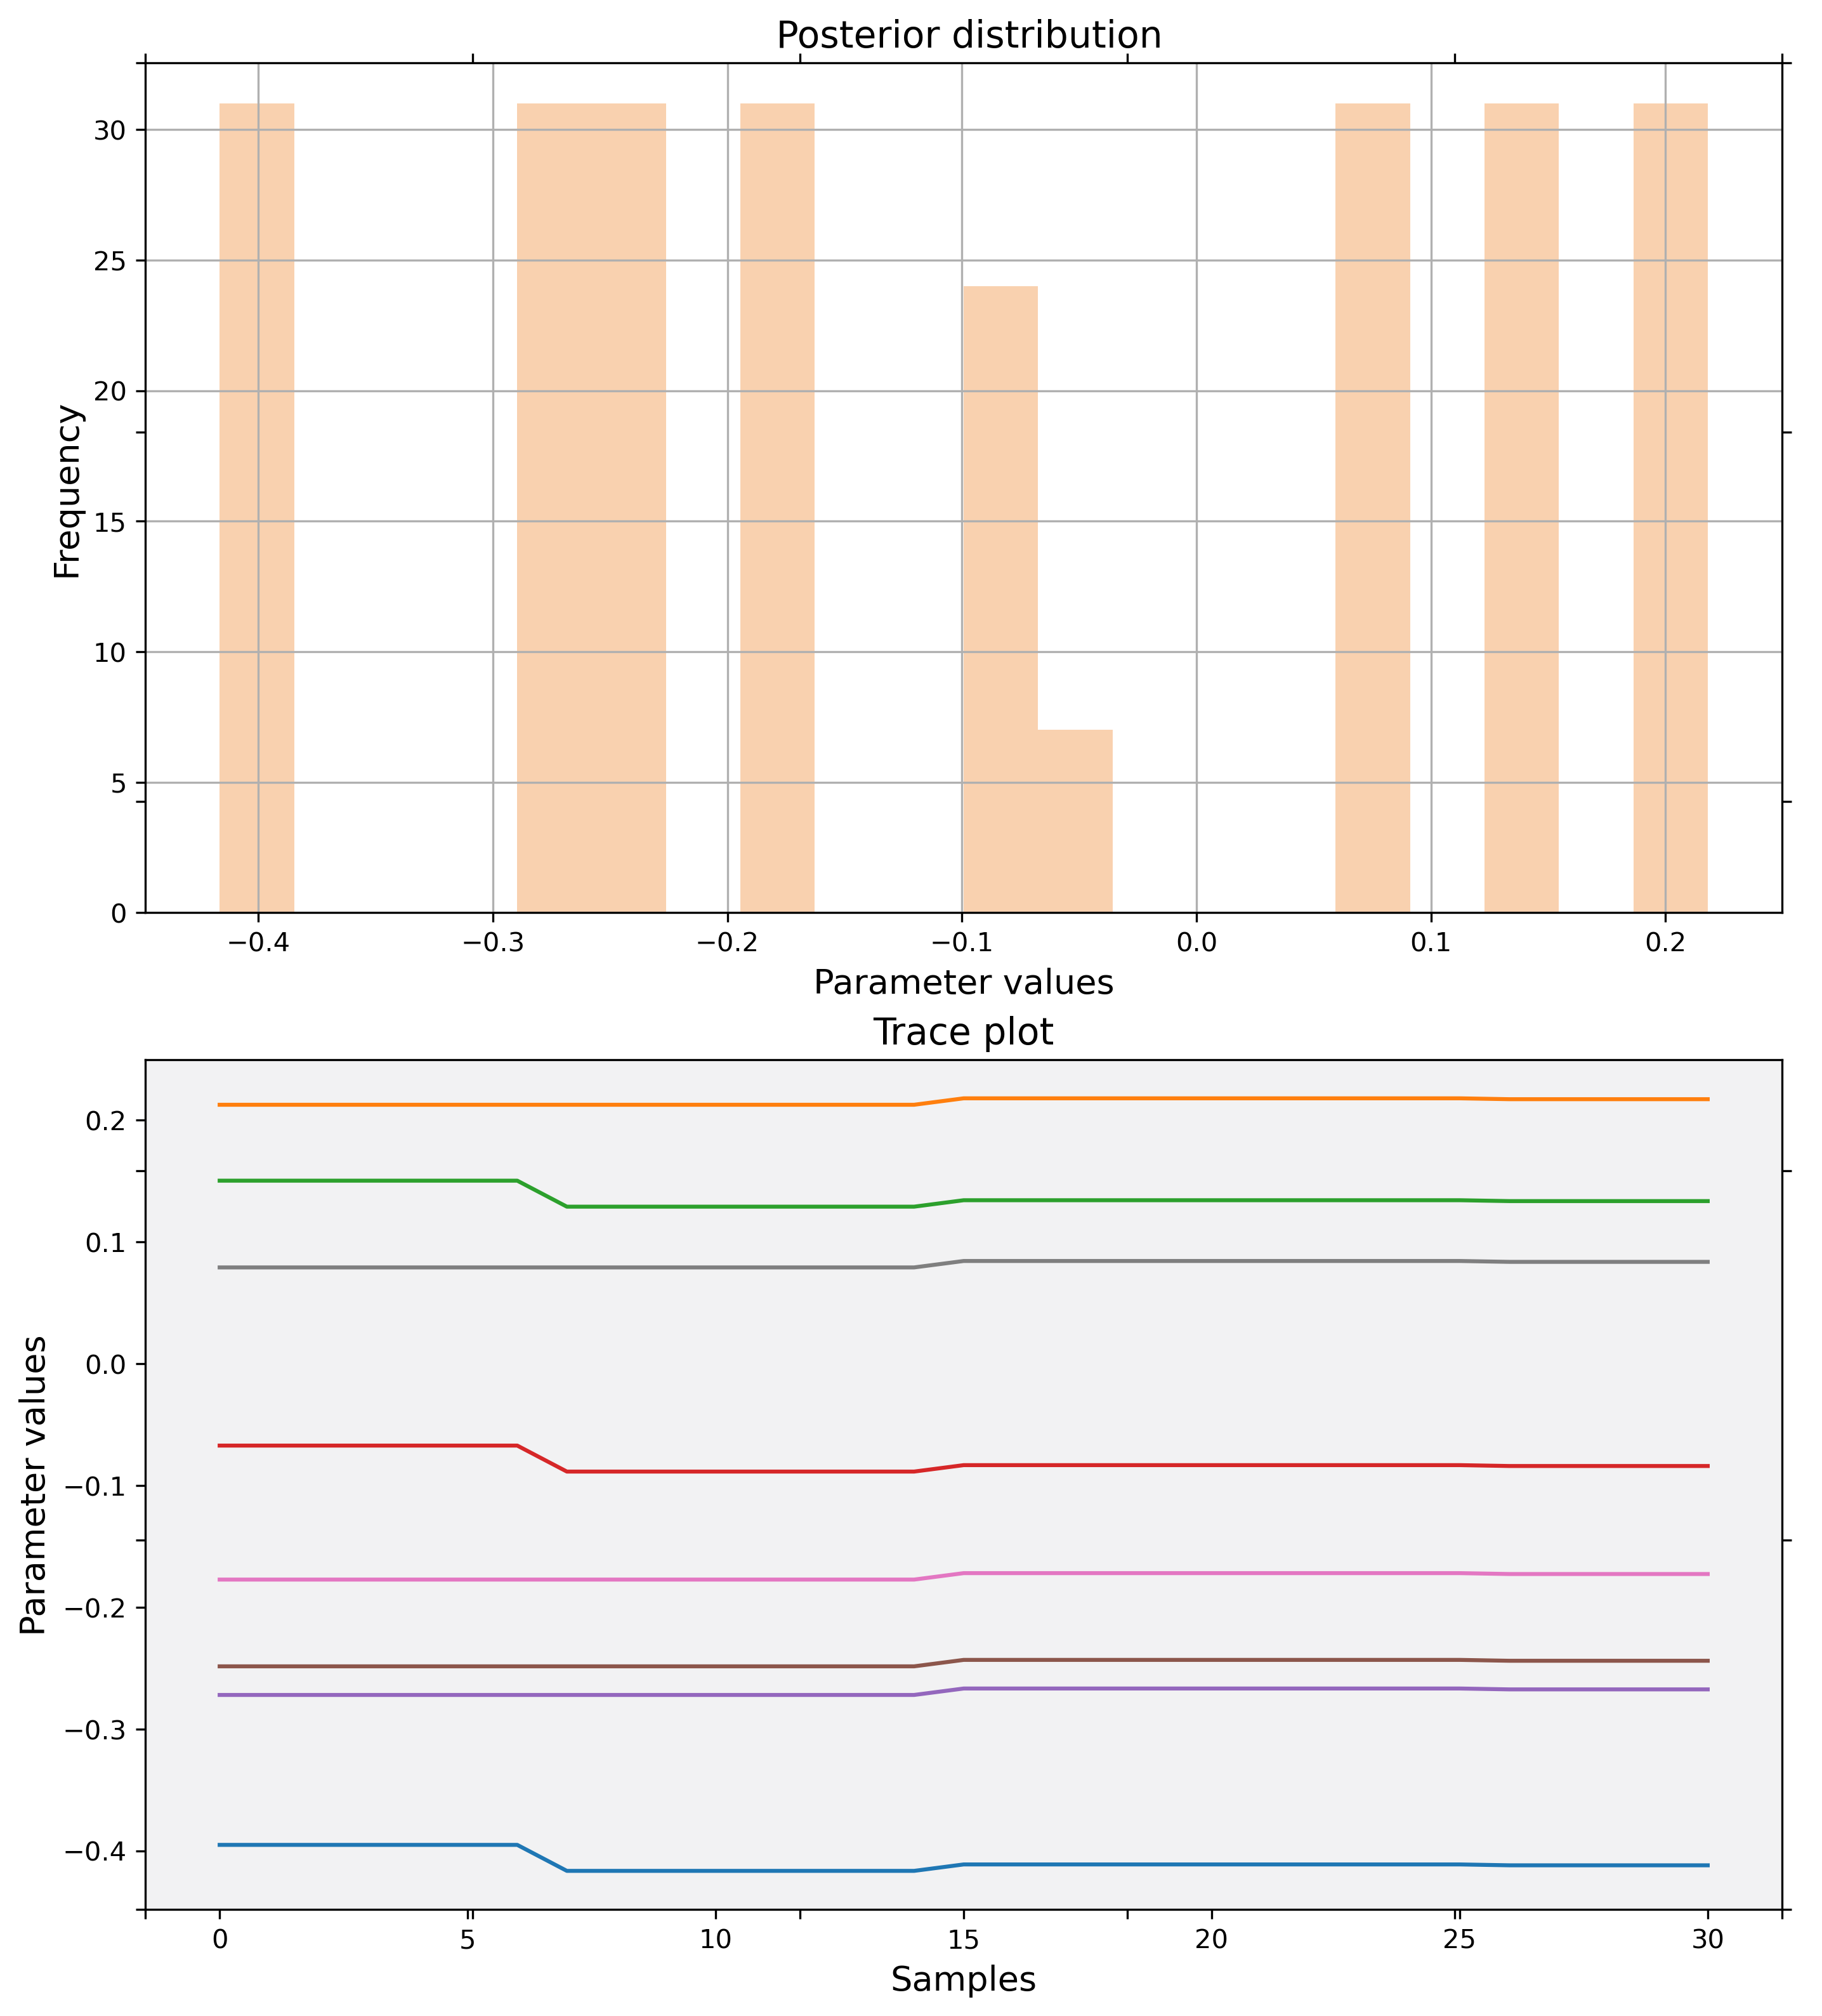 Posterior distribution
30
25
20
15
10
5
0
Frequency
−0.4 −0.3 −0.2 −0.1 0.0 0.1 0.2
Parameter values
Trace plot
0.2
0.1
0.0
−0.1
−0.2
−0.3
−0.4
Parameter values
0 5 10 15 20 25 30
Samples